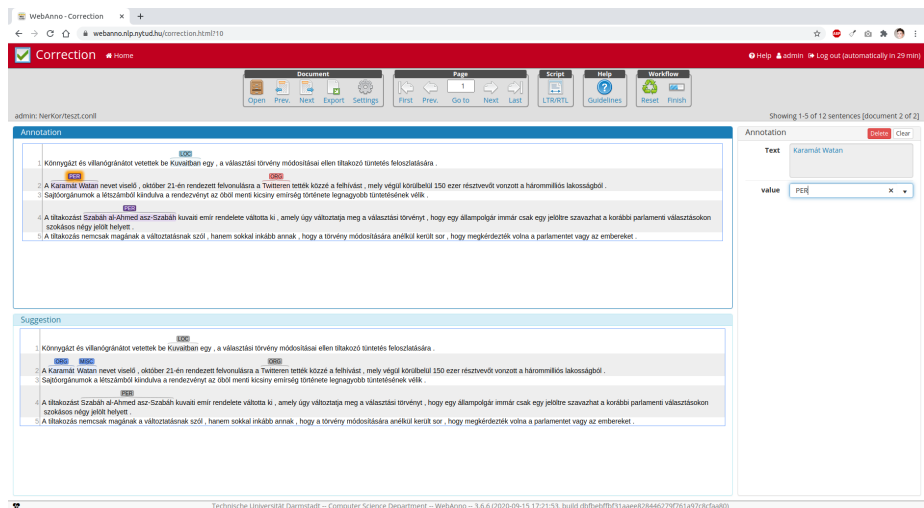 WebAnno - Correction × +
webanno.nlp.nytud.hu/correction.html?10
Correction Home Help admin Log out (automatically in 29 min)
Document Page Script Help Workflow
1
Open Prev. Next Export Settings First Prev. Go to Next Last LTR/RTL Guidelines Reset Finish
admin: NerKor/teszt.conll Showing 1-5 of 12 sentences [document 2 of 2]
Annotation
LOC
1 Könnygázt és villanógránátot vetettek be Kuvaitban egy , a választási törvény módosításai ellen tiltakozó tüntetés feloszlatására .
PER ORG
2 A Karamát Watan nevet viselő , október 21-én rendezett felvonulásra a Twitteren tették közzé a felhívást , mely végül körülbelül 150 ezer résztvevőt vonzott a hárommilliós lakosságból .
3 Sajtóorgánumok a létszámból kiindulva a rendezvényt az öböl menti kicsiny emírség története legnagyobb tüntetésének vélik .
PER
4 A tiltakozást Szabáh al-Ahmed asz-Szabáh kuvaiti emír rendelete váltotta ki , amely úgy változtatja meg a választási törvényt , hogy egy állampolgár immár csak egy jelöltre szavazhat a korábbi parlamenti választásokon
szokásos négy jelölt helyett .
5 A tiltakozás nemcsak magának a változtatásnak szól , hanem sokkal inkább annak , hogy a törvény módosítására anélkül került sor , hogy megkérdezték volna a parlamentet vagy az embereket .
Annotation Delete Clear
Text Karamát Watan
value PER
Suggestion
LOC
1 Könnygázt és villanógránátot vetettek be Kuvaitban egy , a választási törvény módosításai ellen tiltakozó tüntetés feloszlatására .
ORG MISC ORG
2 A Karamát Watan nevet viselő , október 21-én rendezett felvonulásra a Twitteren tették közzé a felhívást , mely végül körülbelül 150 ezer résztvevőt vonzott a hárommilliós lakosságból .
3 Sajtóorgánumok a létszámból kiindulva a rendezvényt az öböl menti kicsiny emírség története legnagyobb tüntetésének vélik .
PER
4 A tiltakozást Szabáh al-Ahmed asz-Szabáh kuvaiti emír rendelete váltotta ki , amely úgy változtatja meg a választási törvényt , hogy egy állampolgár immár csak egy jelöltre szavazhat a korábbi parlamenti választásokon
szokásos négy jelölt helyett .
5 A tiltakozás nemcsak magának a változtatásnak szól , hanem sokkal inkább annak , hogy a törvény módosítására anélkül került sor , hogy megkérdezték volna a parlamentet vagy az embereket .
Technische Universität Darmstadt -- Computer Science Department -- WebAnno -- 3.6.6 (2020-09-15 17:21:53, build